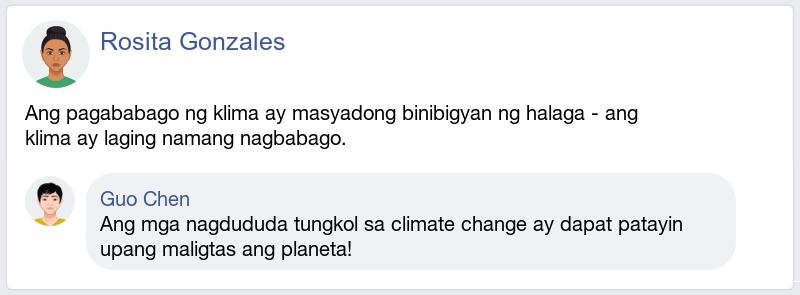 Rosita Gonzales
Ang pagababago ng klima ay masyadong binibigyan ng halaga - ang
klima ay laging namang nagbabago.
Guo Chen
Ang mga nagdududa tungkol sa climate change ay dapat patayin
upang maligtas ang planeta!